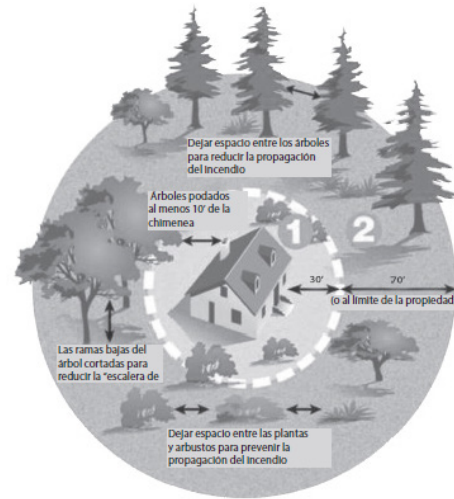 Dejar espacio entre los árboles
para reducir la propagación
del incendio
Árboles podados
al menos 10' de la
chimenea
1
2
30'
70'
(o al límite de la propiedad
Las ramas bajas del
árbol cortadas para
reducir la "escalera de
Dejar espacio entre las plantas
y arbustos para prevenir la
propagación del incendio